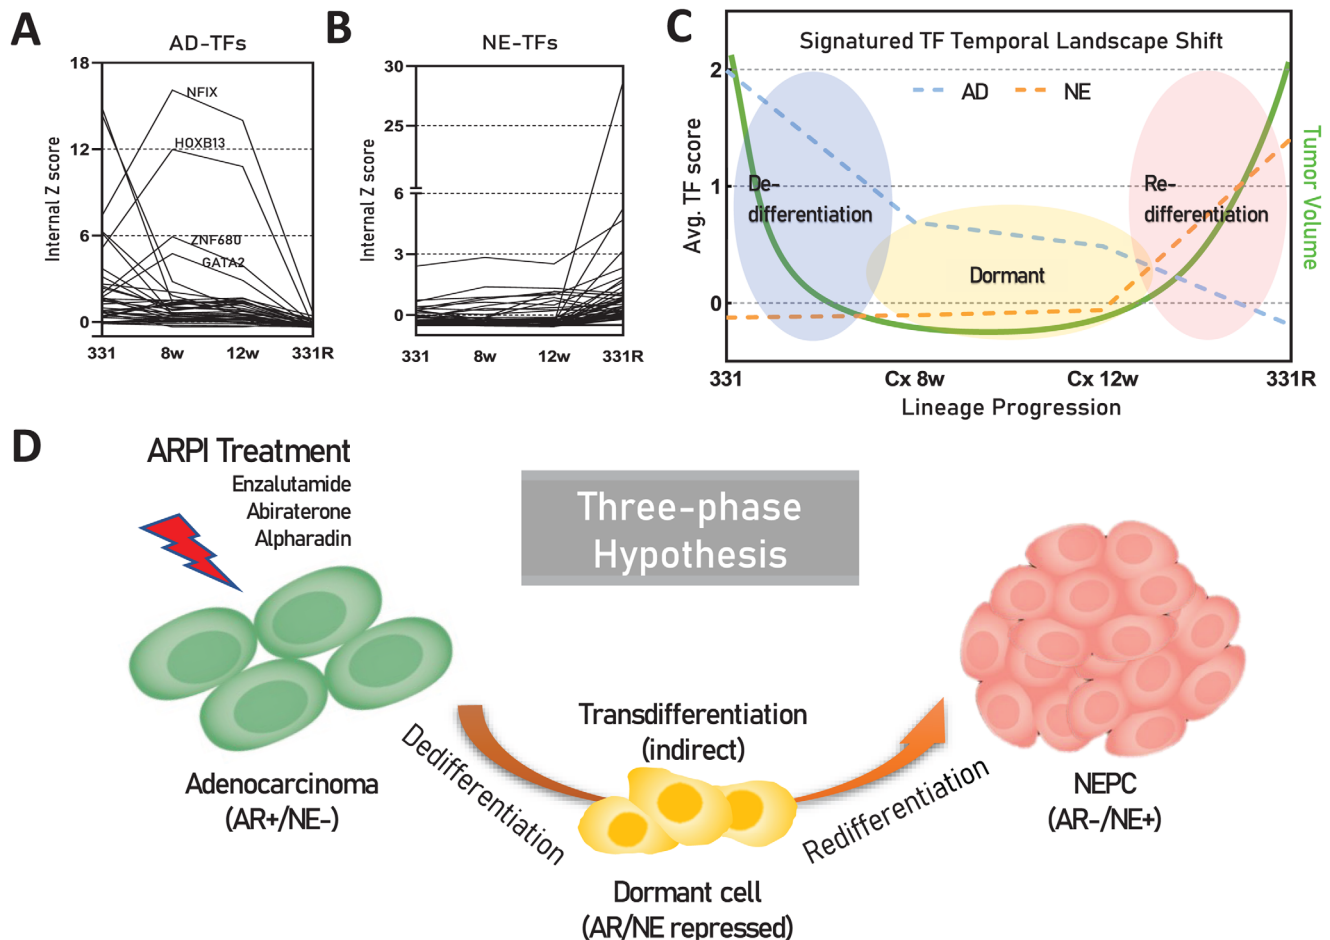 A
AD-TFs
Internal Z score
18
12
6
0
NFIX
HOXB13
ZNF680
GATA2
331
8w
12w
331R
B
NE-TFs
Internal Z score
30
25
6
3
0
331
8w
12w
331R
C
Signatured TF Temporal Landscape Shift
AD
NE
Avg. TF score
2
1
0
De-
differentiation
Dormant
Re-
differentiation
Tumor Volume
331
Cx 8w
Cx 12w
331R
Lineage Progression
D
ARPI Treatment
Enzalutamide
Abiraterone
Alpharadin
Three-phase
Hypothesis
Adenocarcinoma
(AR+/NE-)
Dedifferentiation
Transdifferentiation
(indirect)
Redifferentiation
Dormant cell
(AR/NE repressed)
NEPC
(AR-/NE+)